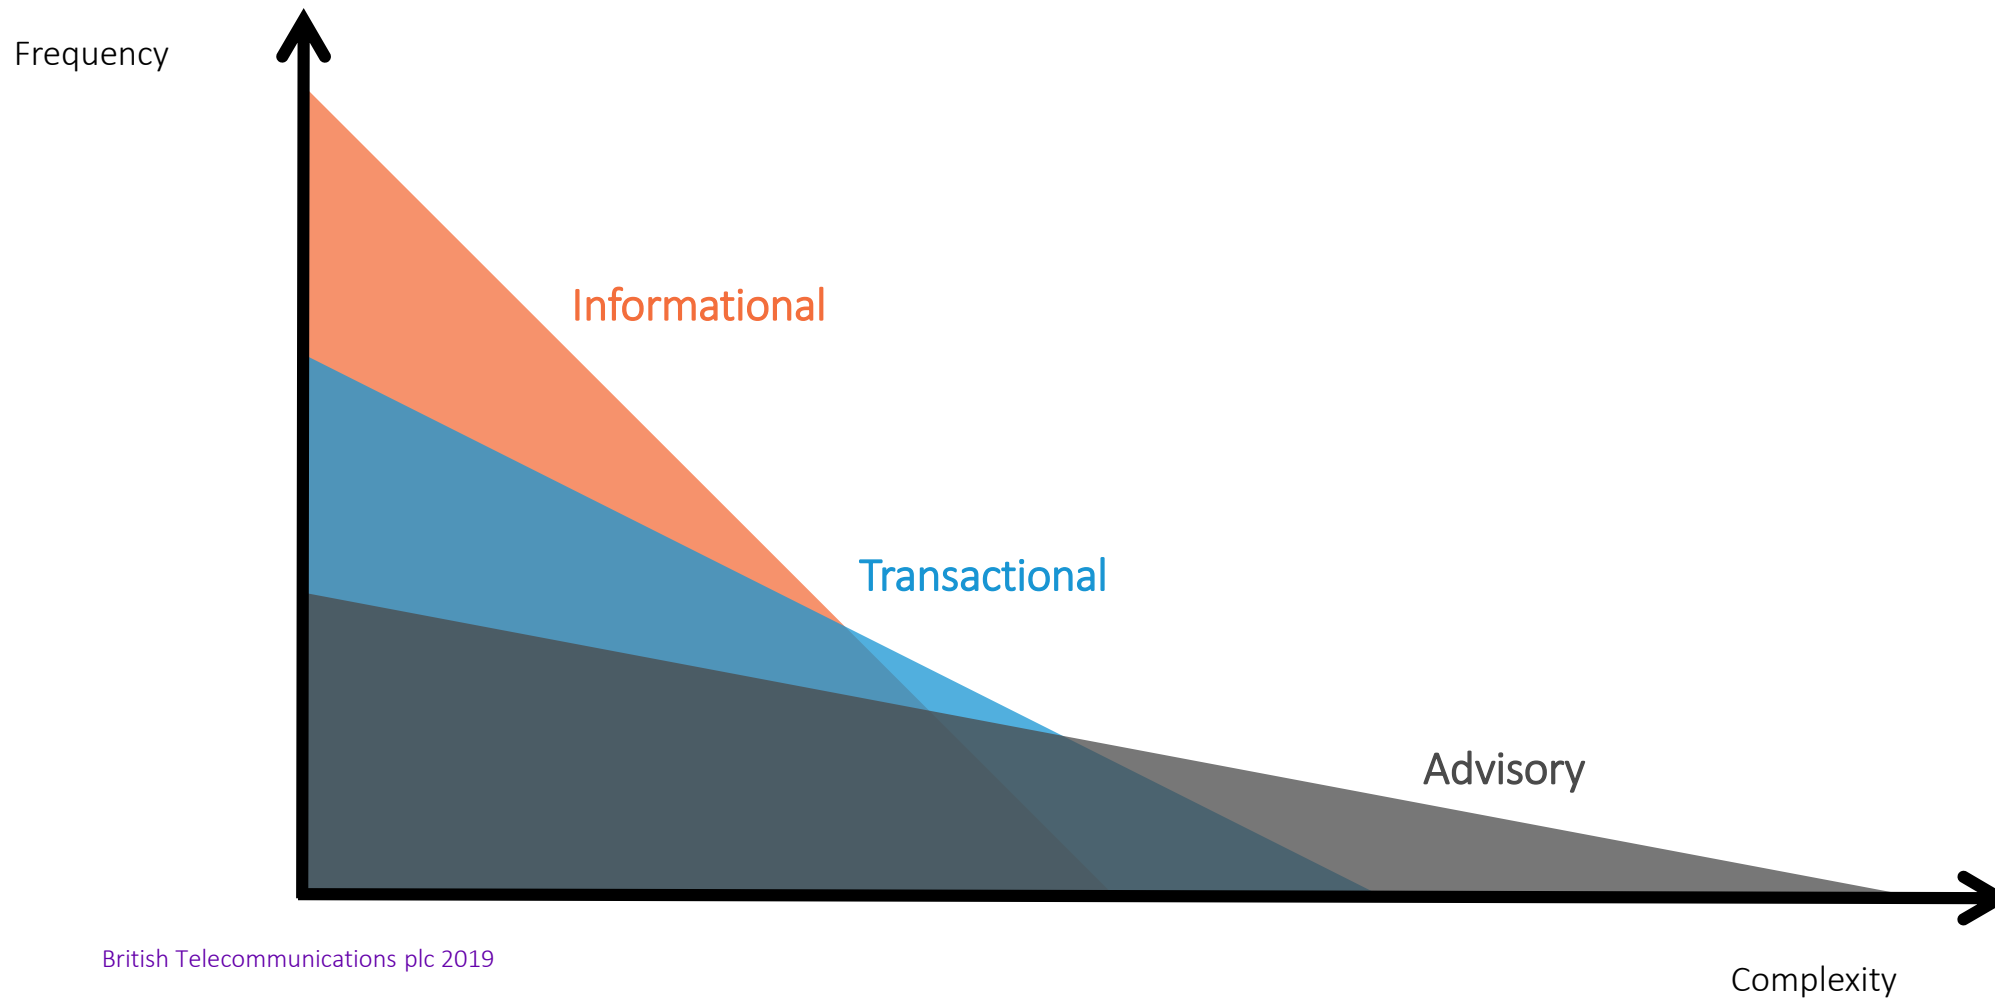 Frequency
Informational
Transactional
Advisory
British Telecommunications plc 2019
Complexity